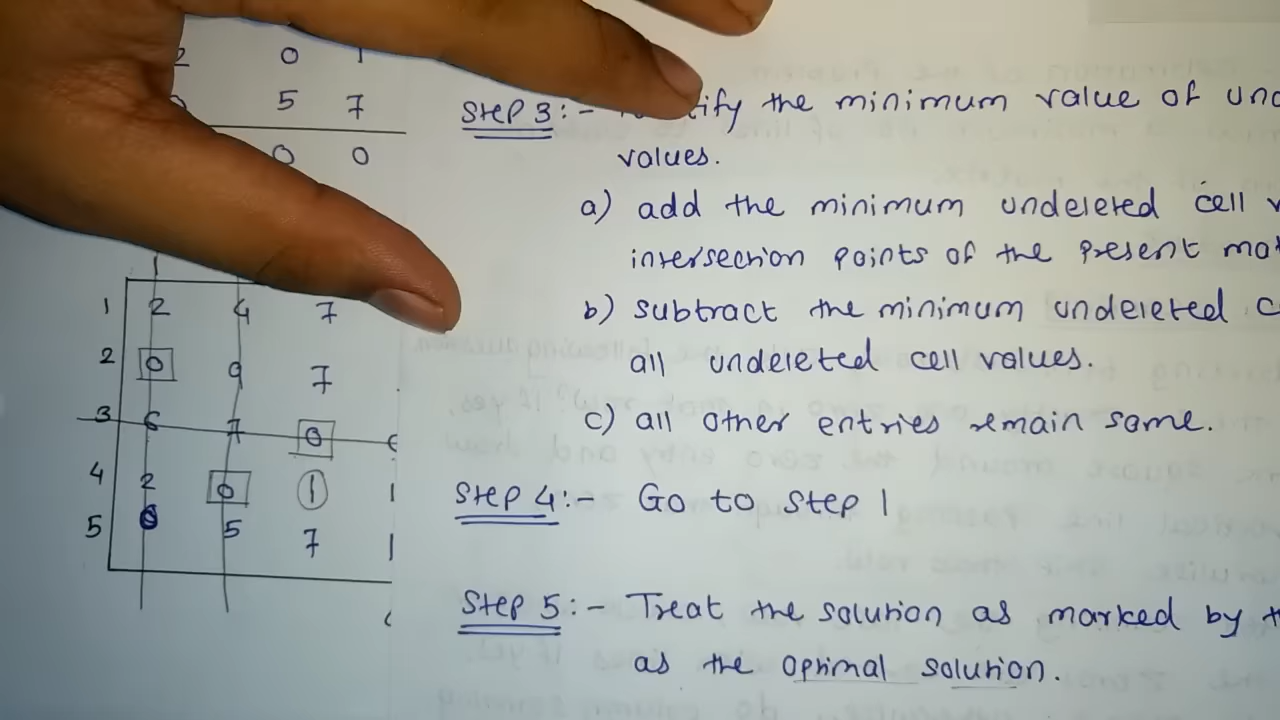 2 0 1
5 7
0 0
1 2 4 7
2 0 9 7
3 6 7 0
4 2 0 1 1
5 0 5 7 1
Step 3:- the minimum value of
values.
a) add the minimum undeleted cell
intersection points of the present
b) subtract the minimum undeleted
all undeleted cell values.
c) all other entries remain same.
Step 4:- Go to Step 1
Step 5:- Treat the solution as marked by
as the optimal solution.